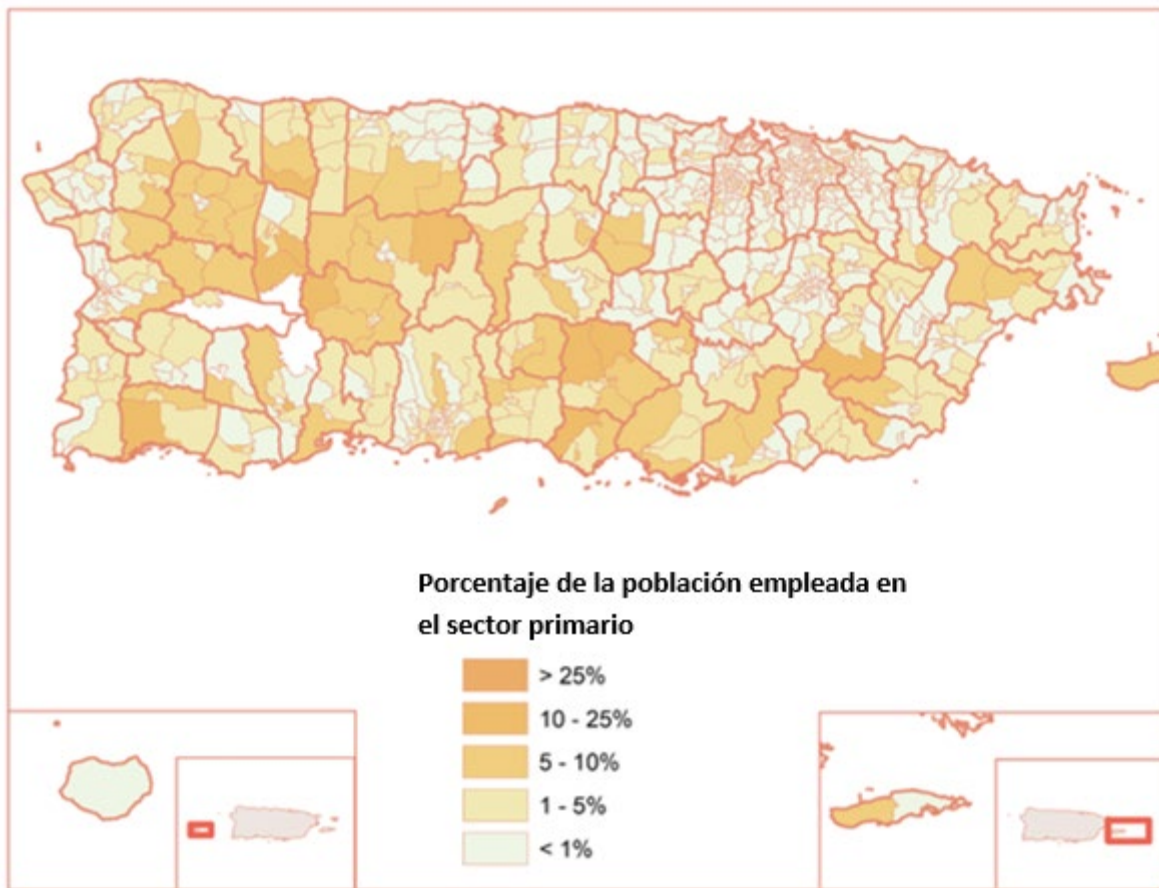 Porcentaje de la población empleada en
el sector primario
> 25%
10 - 25%
5 - 10%
1 - 5%
< 1%